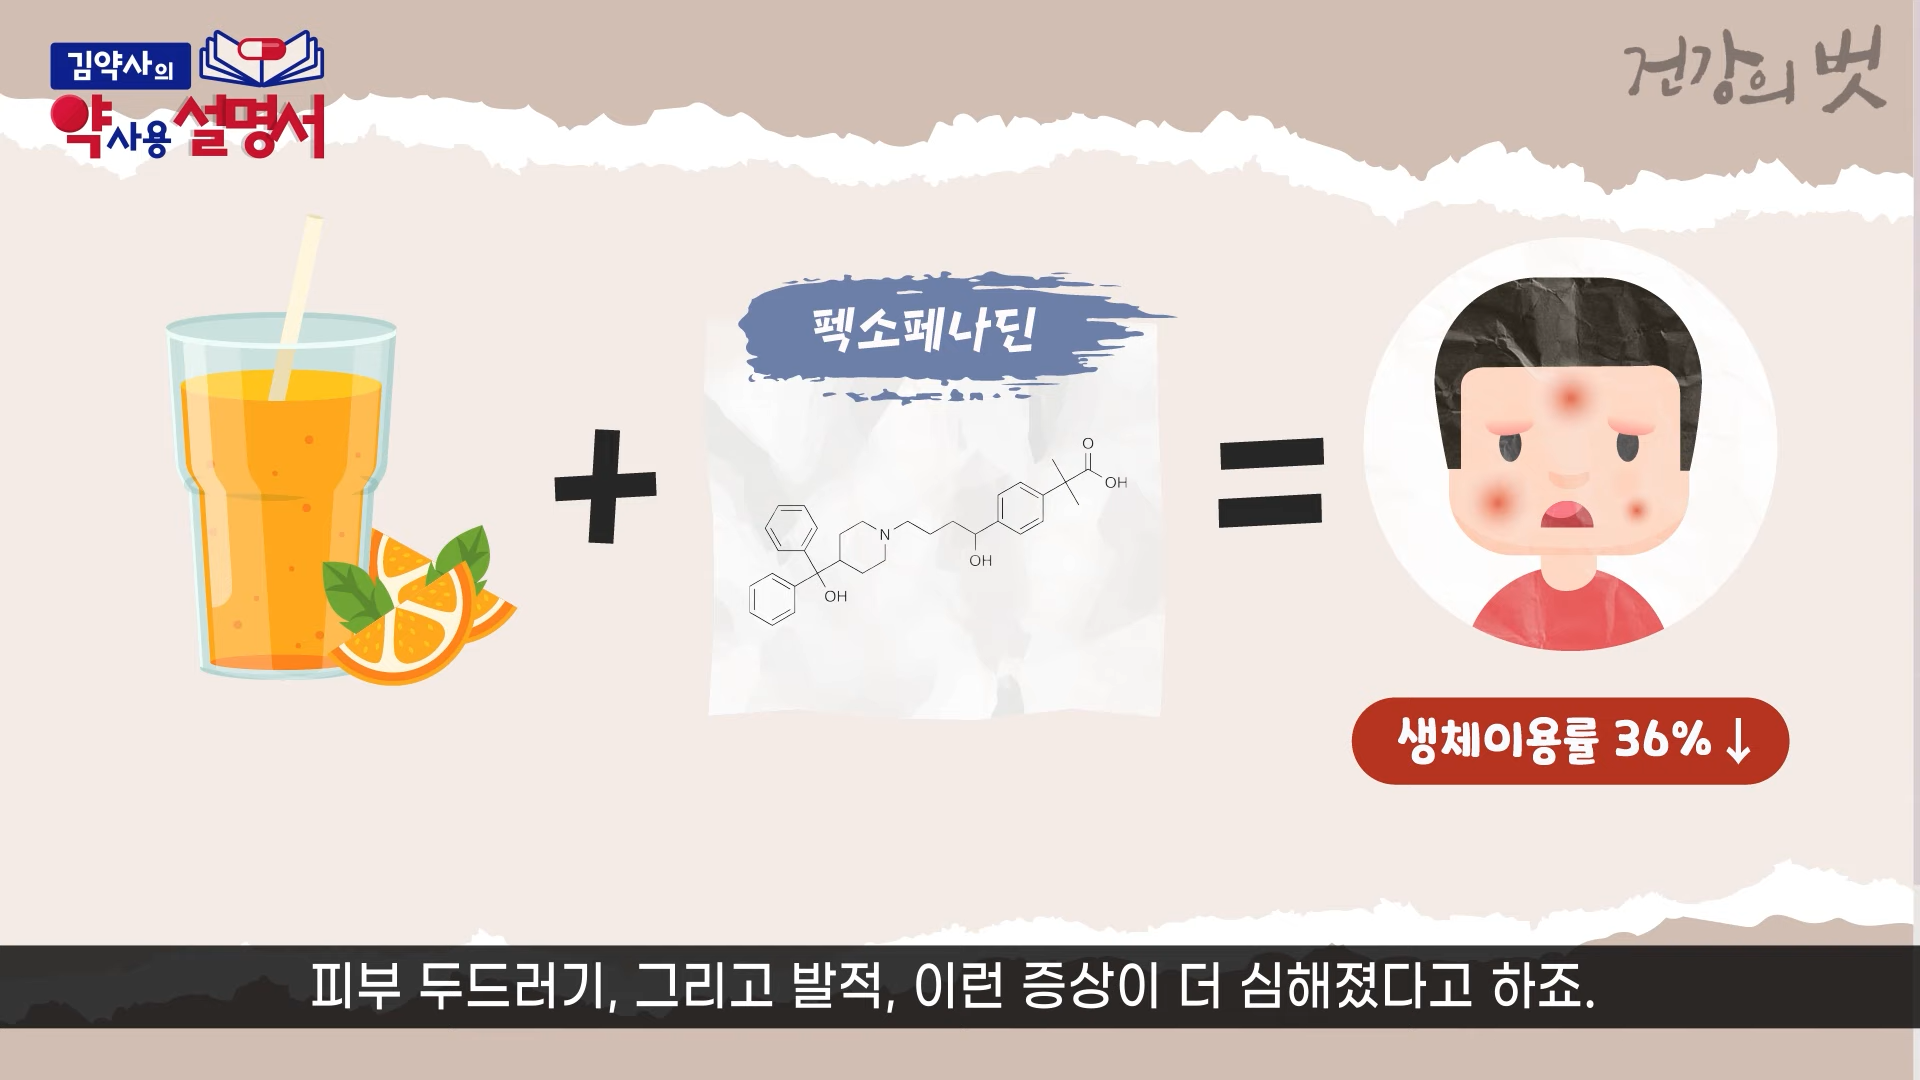 김약사의
약사용설명서
건강의 벗
펙소페나딘
O
OH
N
OH
OH
생체이용률 36%↓
피부 두드러기, 그리고 발적, 이런 증상이 더 심해졌다고 하죠.